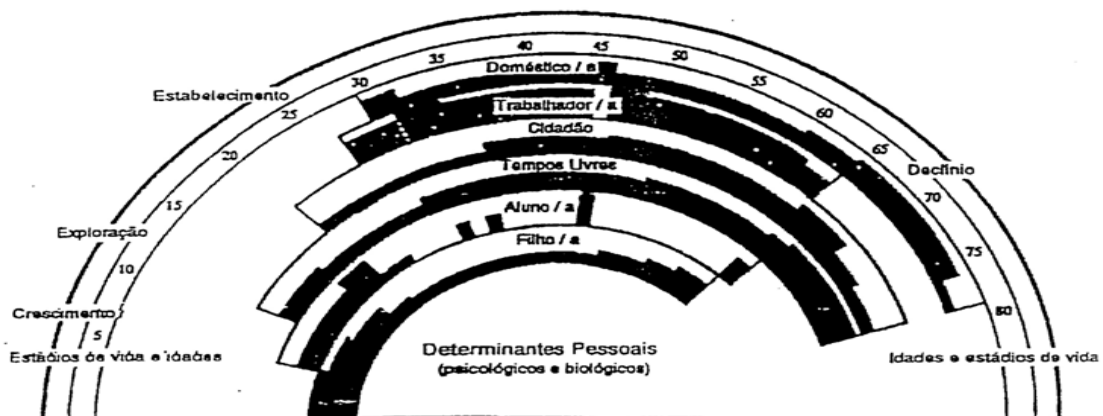 40
45
35
50
Doméstico / a
30
55
Estabelecimento
25
Trabalhador / a
60
Cidadão
20
65
Tempos Livres
Declínio
15
Aluno / a
70
Exploração
Filho / a
10
75
Crescimento
80
5
Estádios de vida e idades
Determinantes Pessoais
(psicológicos e biológicos)
Idades e estádios de vida